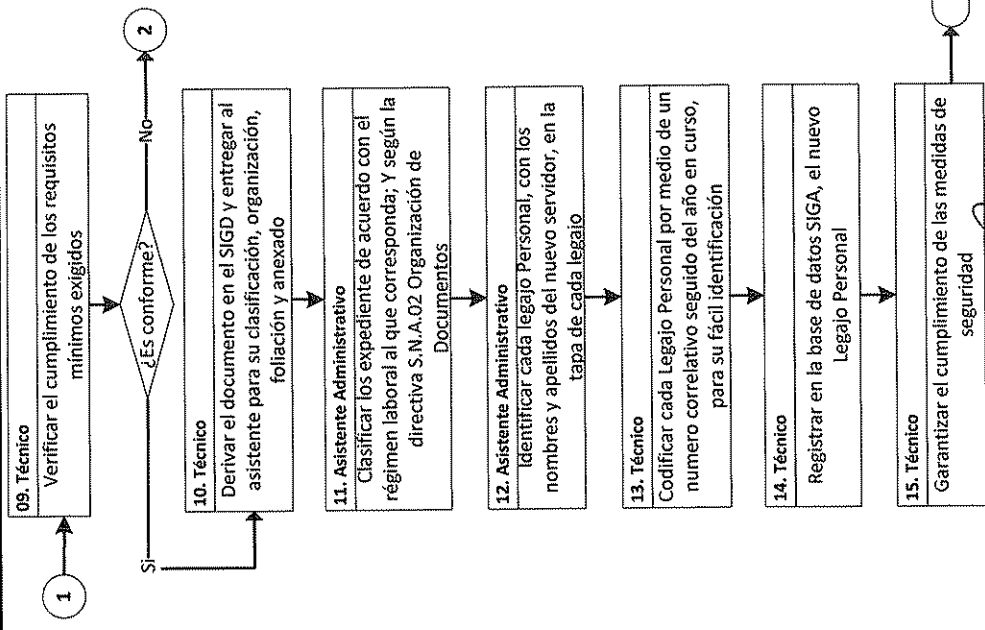 1
09. Técnico
Verificar el cumplimiento de los requisitos
mínimos exigidos
¿Es conforme?
No
2
Si
10. Técnico
Derivar el documento en el SIGD y entregar al
asistente para su clasificación, organización,
foliación y anexado
11. Asistente Administrativo
Clasificar los expediente de acuerdo con el
régimen laboral al que corresponda; Y según la
directiva S.N.A.02 Organización de
Documentos
12. Asistente Administrativo
Identificar cada legajo Personal, con los
nombres y apellidos del nuevo servidor, en la
tapa de cada legajo
13. Técnico
Codificar cada Legajo Personal por medio de un
numero correlativo seguido del año en curso,
para su fácil identificación
14. Técnico
Registrar en la base de datos SIGA, el nuevo
Legajo Personal
15. Técnico
Garantizar el cumplimiento de las medidas de
seguridad